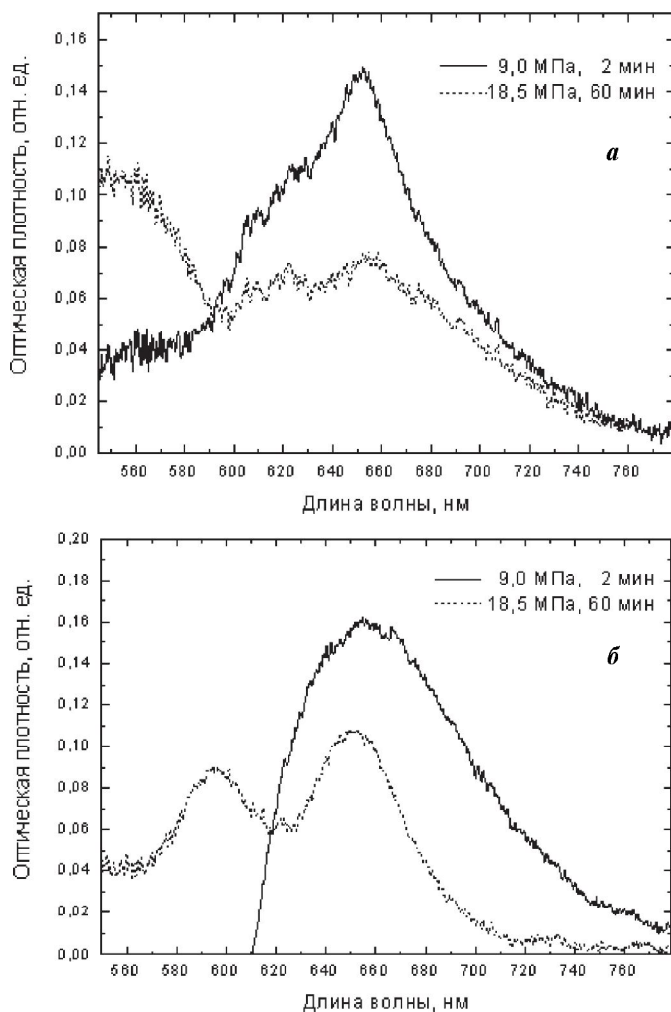 0,16
0,14
0,12
0,10
0,08
0,06
0,04
0,02
0,00
Оптическая плотность, отн. ед.
9,0 МПа, 2 мин
18,5 МПа, 60 мин
а
560 580 600 620 640 660 680 700 720 740 760
Длина волны, нм
0,20
0,18
0,16
0,14
0,12
0,10
0,08
0,06
0,04
0,02
0,00
Оптическая плотность, отн. ед.
9,0 МПа, 2 мин
18,5 МПа, 60 мин
б
560 580 600 620 640 660 680 700 720 740 760
Длина волны, нм